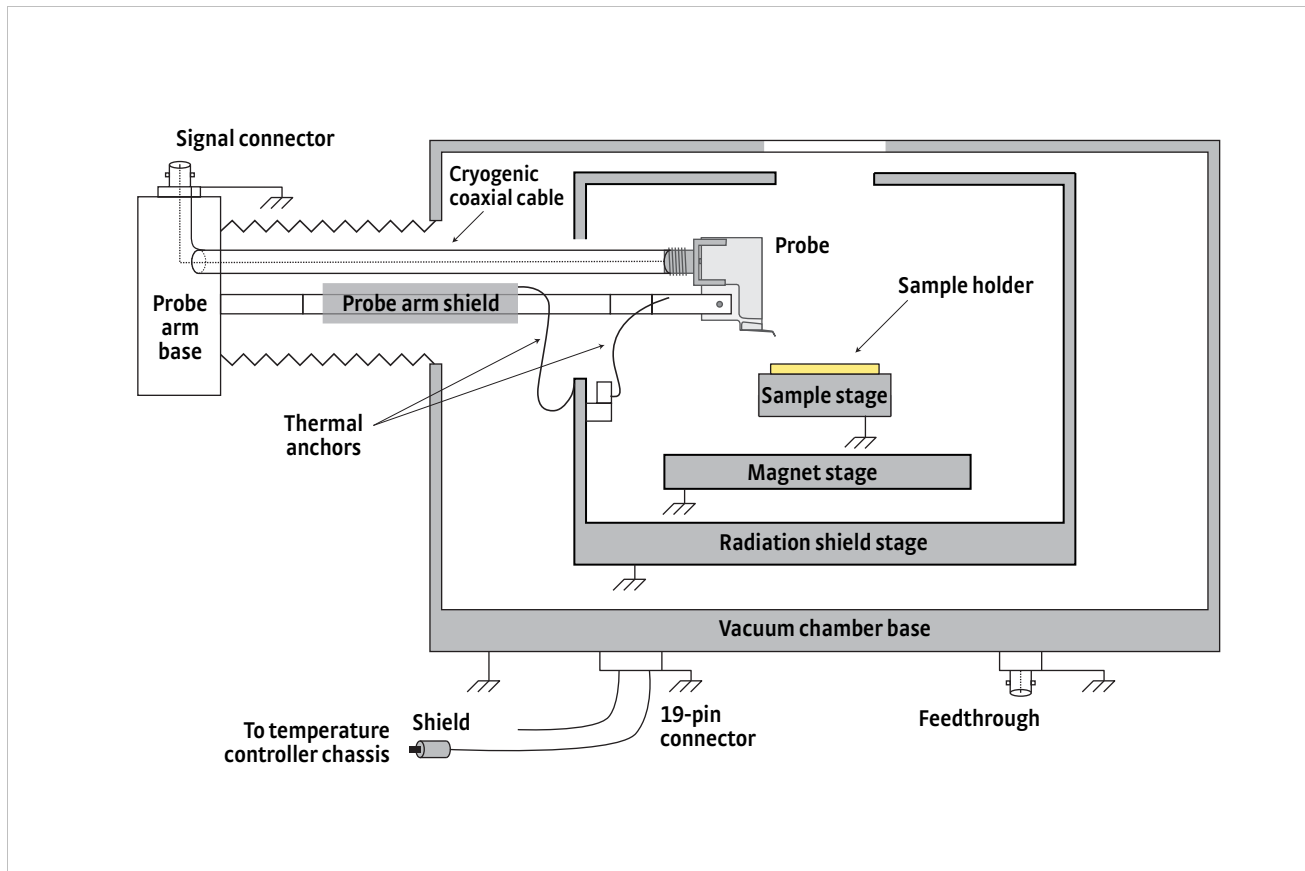 Signal connector
Cryogenic
coaxial cable
Probe
Sample holder
Probe
arm
base
Probe arm shield
Sample stage
Thermal
anchors
Magnet stage
Radiation shield stage
Vacuum chamber base
To temperature
controller chassis
Shield
19-pin
connector
Feedthrough